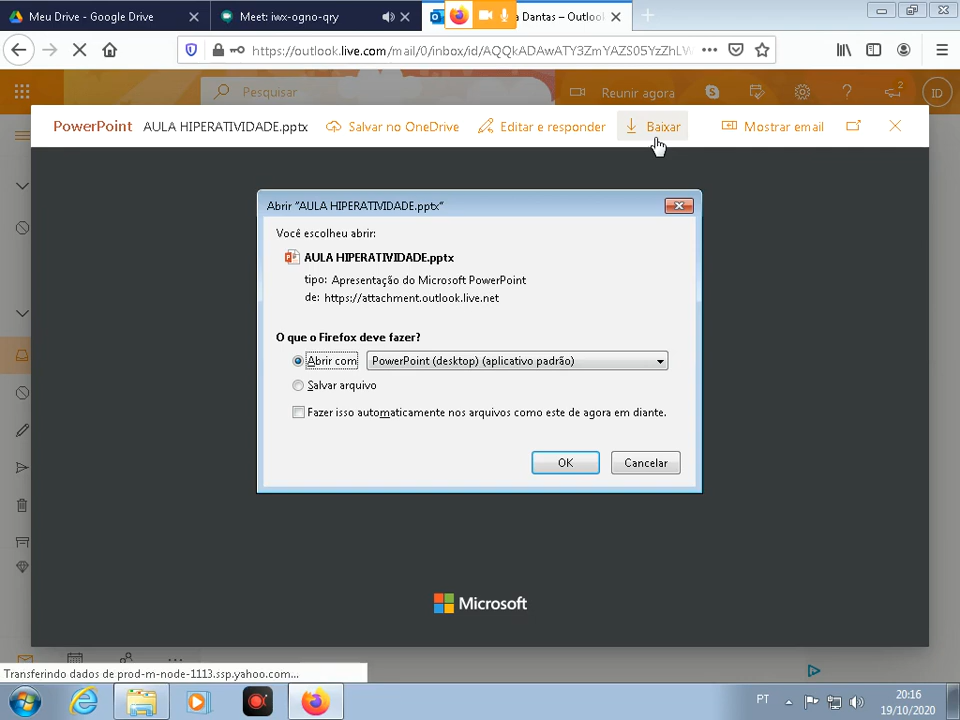 Meu Drive - Google Drive
Meet: iwx-ogno-qry
a Dantas – Outloo
https://outlook.live.com/mail/0/inbox/id/AQQkADAwATY3ZmYAZS05YzZhLW
Pesquisar
Reunir agora
2
ID
PowerPoint AULA HIPERATIVIDADE.pptx Salvar no OneDrive Editar e responder Baixar Mostrar email
Abrir "AULA HIPERATIVIDADE.pptx"
Você escolheu abrir:
AULA HIPERATIVIDADE.pptx
tipo: Apresentação do Microsoft PowerPoint
de: https://attachment.outlook.live.net
O que o Firefox deve fazer?
Abrir com PowerPoint (desktop) (aplicativo padrão)
Salvar arquivo
Fazer isso automaticamente nos arquivos como este de agora em diante.
OK Cancelar
Microsoft
Transferindo dados de prod-m-node-1113.ssp.yahoo.com...
PT
20:16
19/10/2020